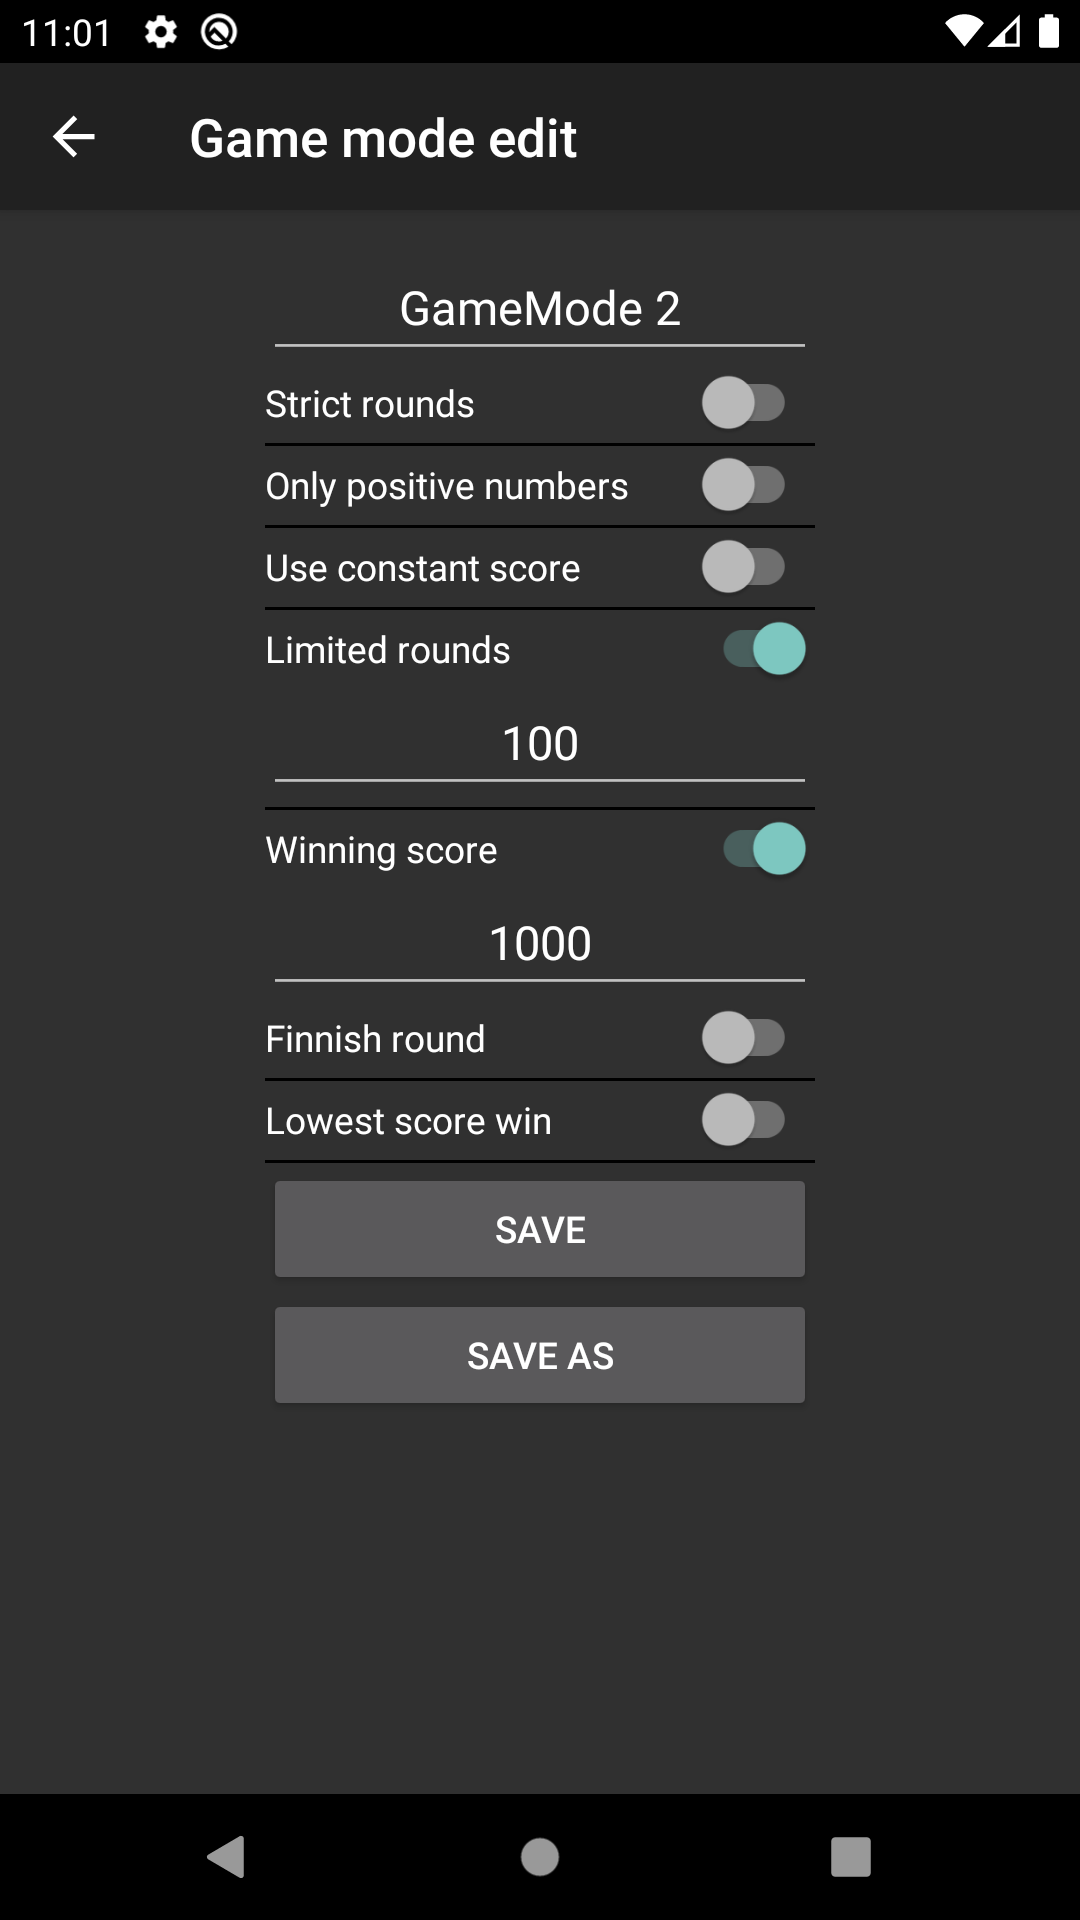 11:01
Game mode edit
GameMode 2
Strict rounds
Only positive numbers
Use constant score
Limited rounds
100
Winning score
1000
Finnish round
Lowest score win
SAVE
SAVE AS